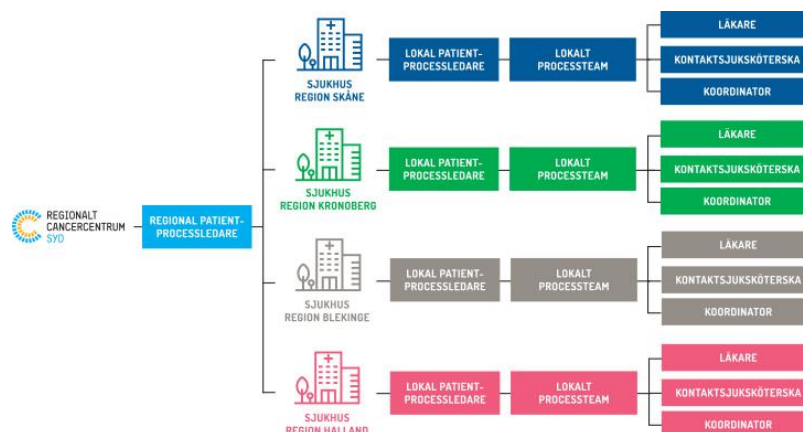 LÄKARE
LOKAL PATIENT-
PROCESSLEDARE
LOKALT
PROCESSTEAM
KONTAKTSJUKSKÖTERSKA
SJUKHUS
REGION SKÅNE
KOORDINATOR
LÄKARE
LOKAL PATIENT-
PROCESSLEDARE
LOKALT
PROCESSTEAM
KONTAKTSJUKSKÖTERSKA
SJUKHUS
REGION KRONOBERG
KOORDINATOR
REGIONALT
CANCERCENTRUM
SYD
REGIONAL PATIENT-
PROCESSLEDARE
LÄKARE
LOKAL PATIENT-
PROCESSLEDARE
LOKALT
PROCESSTEAM
KONTAKTSJUKSKÖTERSKA
SJUKHUS
REGION BLEKINGE
KOORDINATOR
LÄKARE
LOKAL PATIENT-
PROCESSLEDARE
LOKALT
PROCESSTEAM
KONTAKTSJUKSKÖTERSKA
SJUKHUS
REGION HALLAND
KOORDINATOR